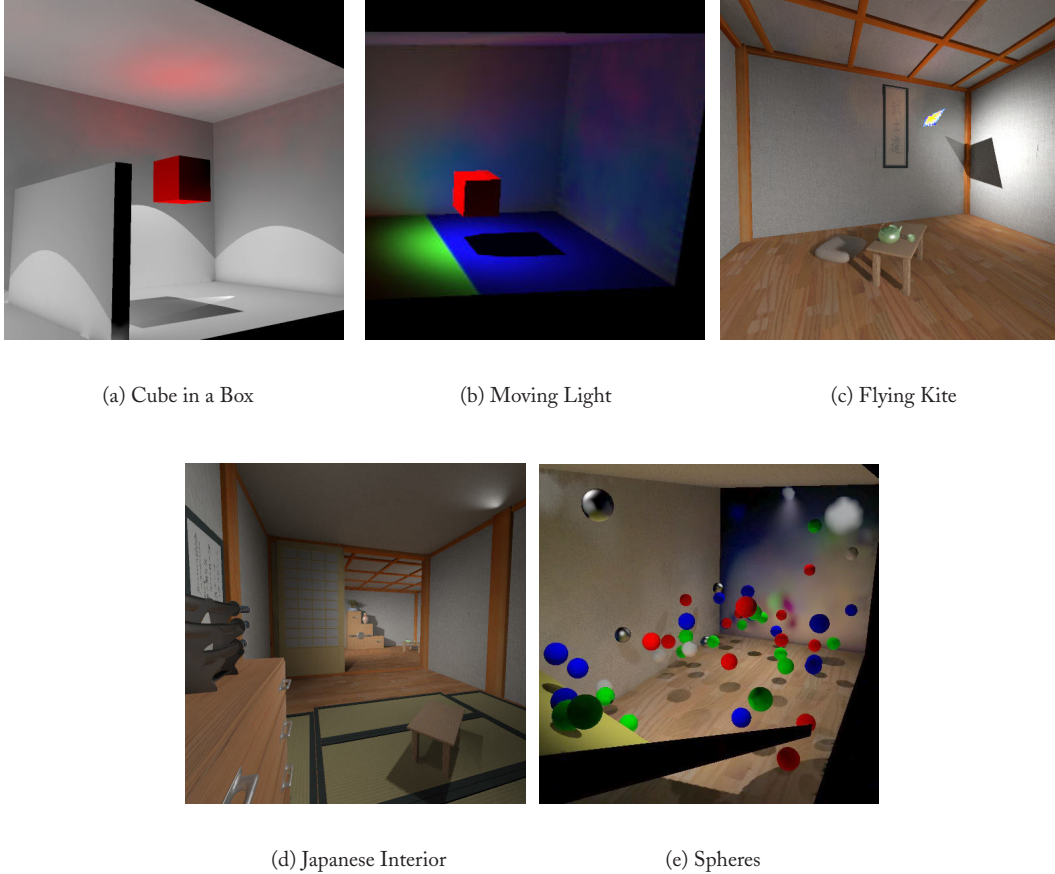 (a) Cube in a Box
(b) Moving Light
(c) Flying Kite
(d) Japanese Interior
(e) Spheres